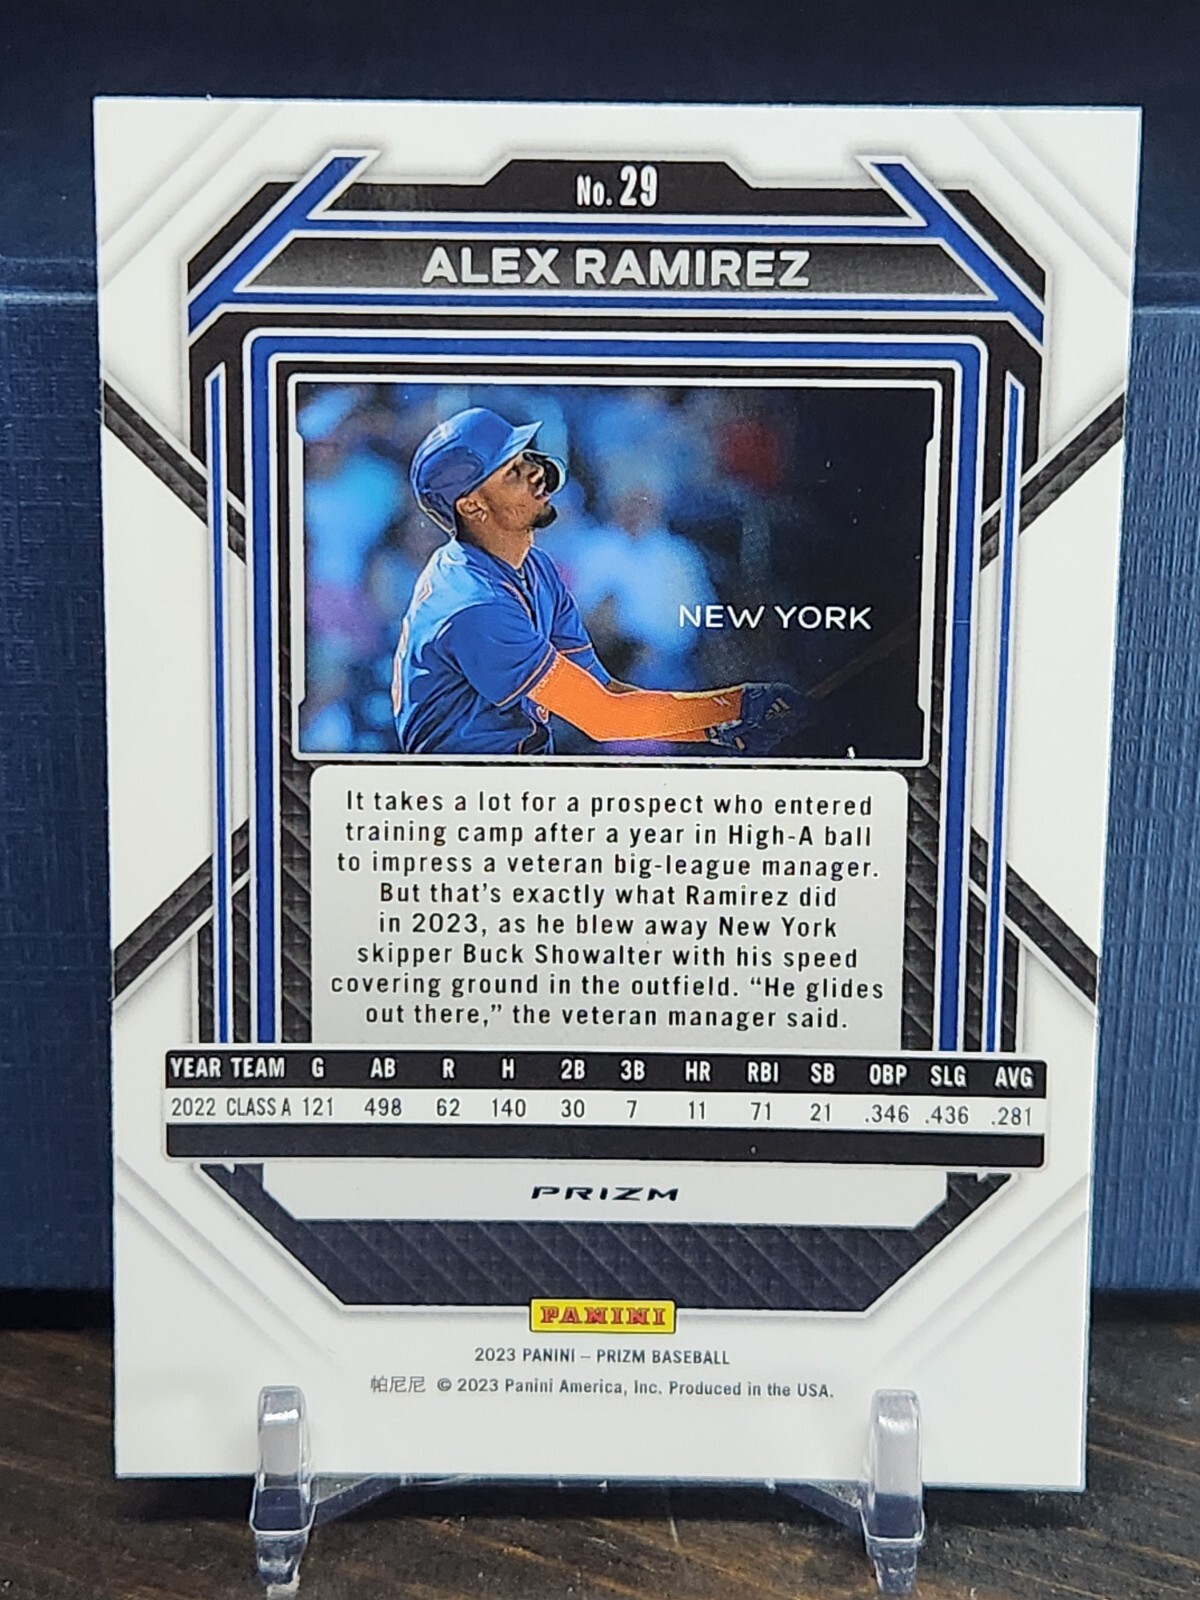 No. 29
ALEX RAMIREZ
NEW YORK
It takes a lot for a prospect who entered
training camp after a year in High-A ball
to impress a veteran big-league manager.
But that's exactly what Ramirez did
in 2023, as he blew away New York
skipper Buck Showalter with his speed
covering ground in the outfield. “He glides
out there,” the veteran manager said.
YEAR TEAM G AB R H 2B 3B HR RBI SB OBP SLG AVG
2022 CLASS A 121 498 62 140 30 7 11 71 21 .346 .436 .281
PRIZM
PANINI
2023 PANINI – PRIZM BASEBALL
帕尼尼 © 2023 Panini America, Inc. Produced in the USA.